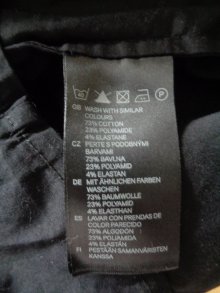 GB WASH WITH SIMILAR
COLOURS
73% COTTON
23% POLYAMIDE
4% ELASTANE
CZ PERTE S PODOBNÝMI
BARVAMI
73% BAVLNA
23% POLYAMID
4% ELASTAN
DE MIT ÄHNLICHEN FARBEN
WASCHEN
73% BAUMWOLLE
23% POLYAMID
4% ELASTHAN
ES LAVAR CON PRENDAS DE
COLOR PARECIDO
73% ALGODÓN
23% POLIAMIDA
4% ELASTÁN
FI PESTÄÄN SAMANVÄRISTEN
KANSSA